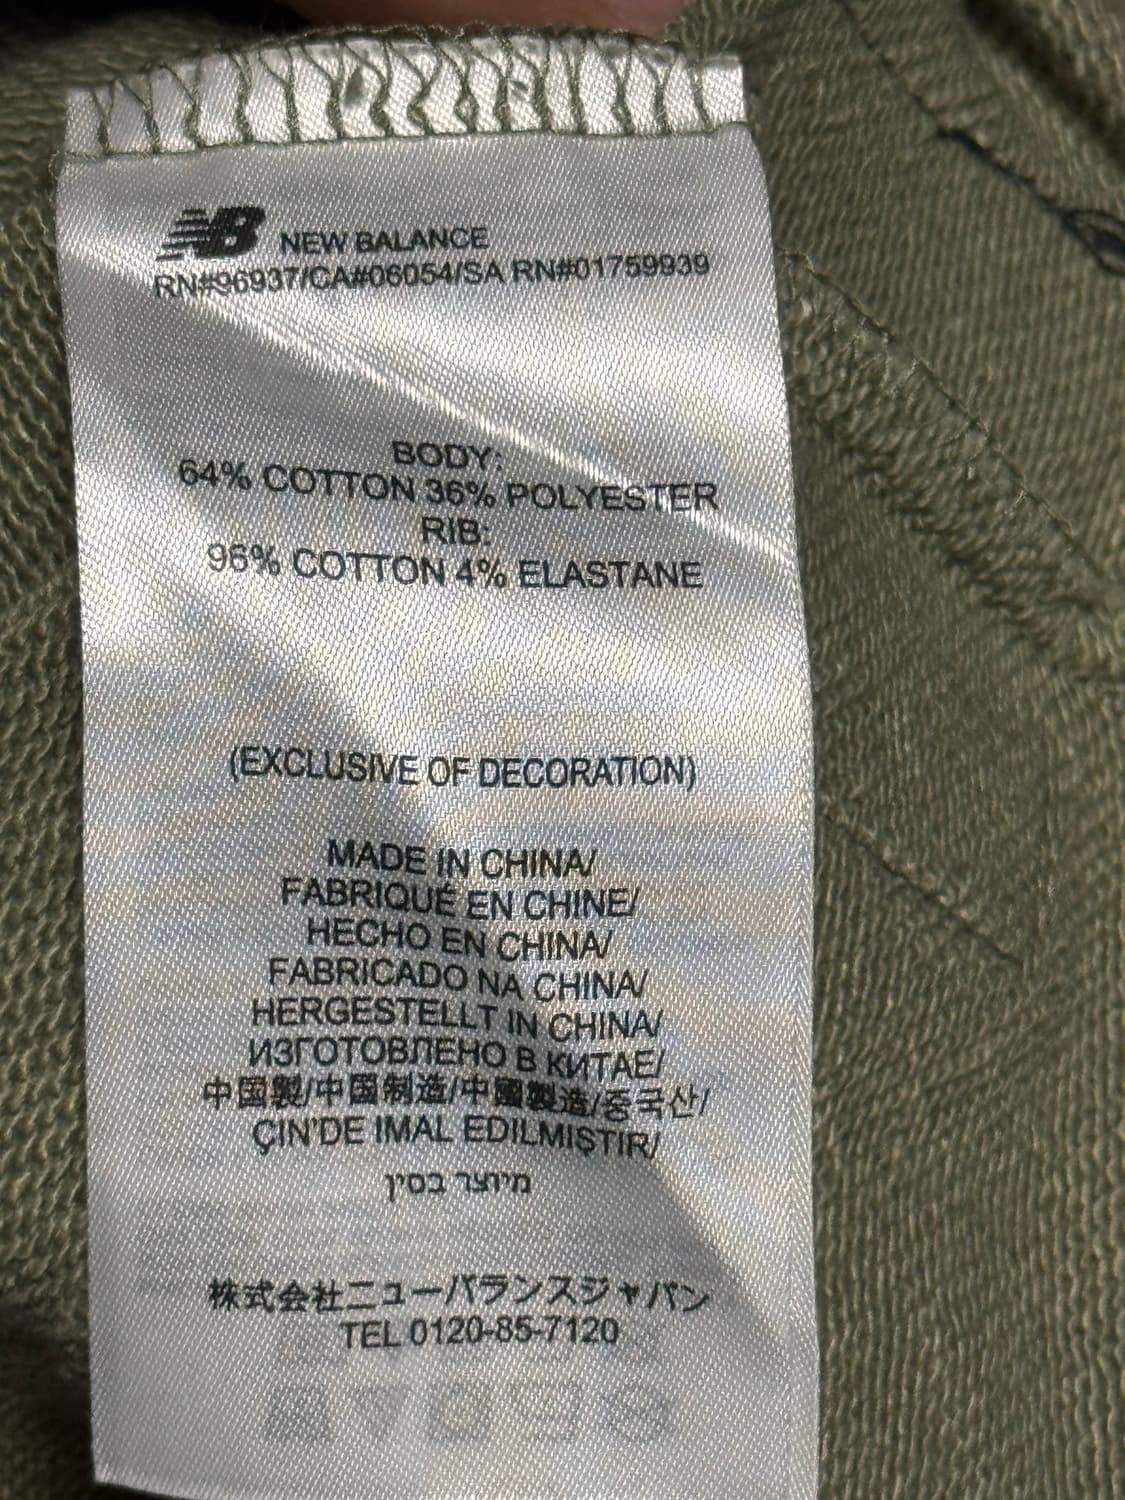 NB NEW BALANCE
RN#96937/CA#06054/SA RN#01759939
BODY:
64% COTTON 36% POLYESTER
RIB:
96% COTTON 4% ELASTANE
(EXCLUSIVE OF DECORATION)
MADE IN CHINA/
FABRIQUÉ EN CHINE/
HECHO EN CHINA/
FABRICADO NA CHINA/
HERGESTELLT IN CHINA/
ИЗГОТОВЛЕНО В КИТАЕ/
中国製/中国制造/中國製造/중국산/
ÇIN'DE IMAL EDILMIŞTIR/
מיוצר בסין
株式会社ニューバランスジャパン
TEL 0120-85-7120